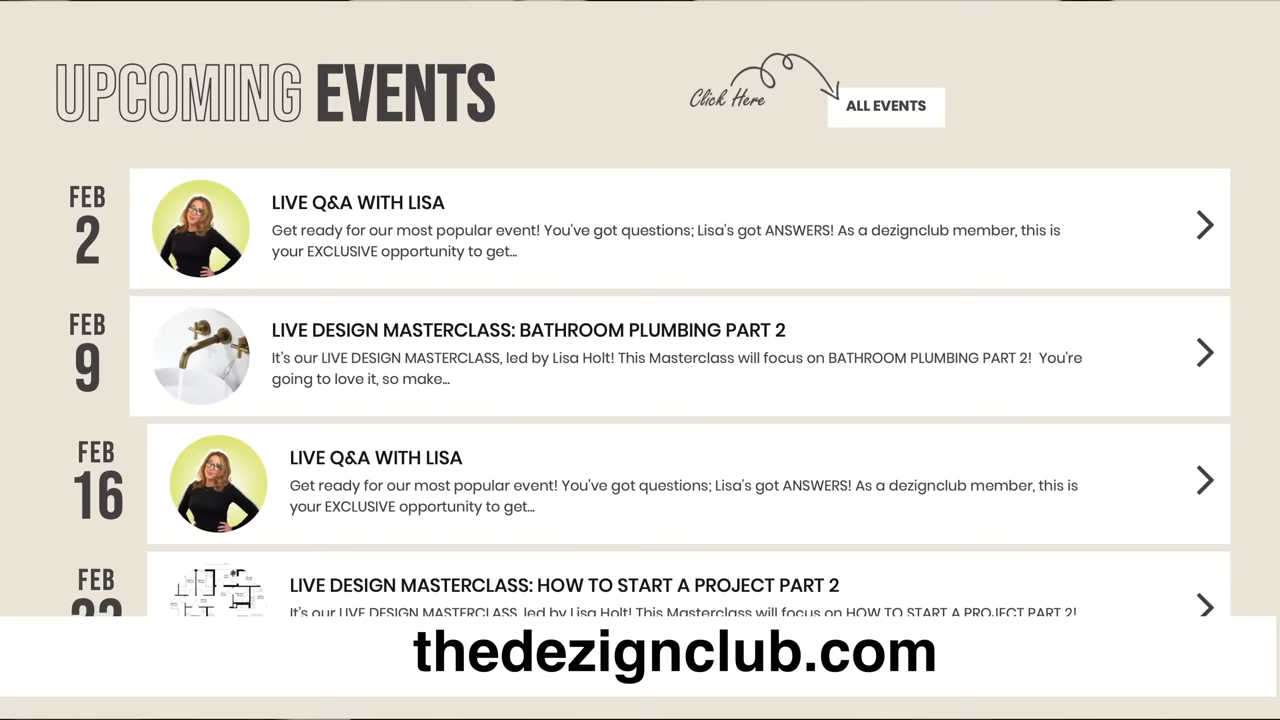 UPCOMING EVENTS
Click Here
ALL EVENTS
FEB
2
LIVE Q&A WITH LISA
Get ready for our most popular event! You've got questions; Lisa's got ANSWERS! As a dezignclub member, this is
your EXCLUSIVE opportunity to get...
FEB
9
LIVE DESIGN MASTERCLASS: BATHROOM PLUMBING PART 2
It's our LIVE DESIGN MASTERCLASS, led by Lisa Holt! This Masterclass will focus on BATHROOM PLUMBING PART 2! You're
going to love it, so make...
FEB
16
LIVE Q&A WITH LISA
Get ready for our most popular event! You've got questions; Lisa's got ANSWERS! As a dezignclub member, this is
your EXCLUSIVE opportunity to get...
FEB
LIVE DESIGN MASTERCLASS: HOW TO START A PROJECT PART 2
It's our LIVE DESIGN MASTERCLASS, led by Lisa Holt! This Masterclass will focus on HOW TO START A PROJECT PART 2!
thedezignclub.com